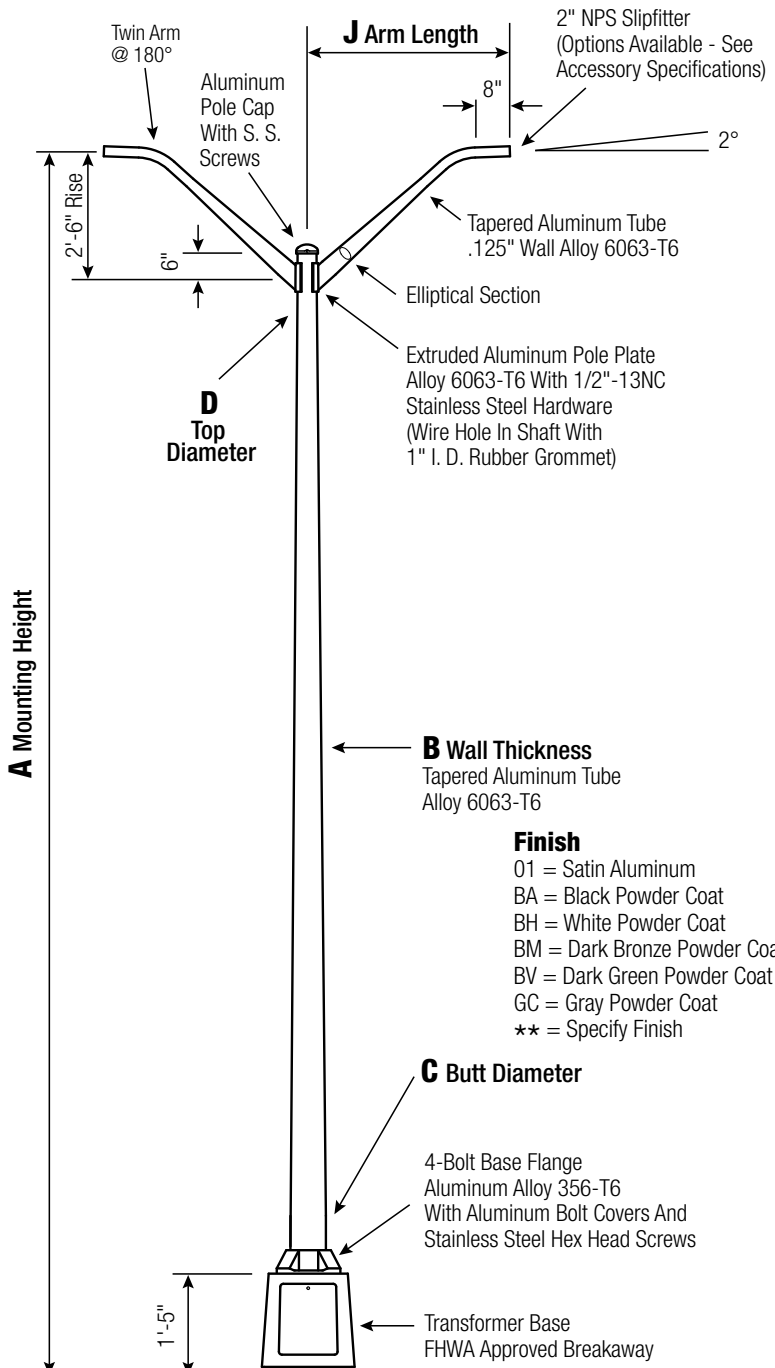 Twin Arm
@ 180°
J Arm Length
2" NPS Slipfitter
(Options Available - See
Accessory Specifications)
Aluminum
Pole Cap
With S. S.
Screws
8"
2°
2'-6" Rise
6"
Tapered Aluminum Tube
.125" Wall Alloy 6063-T6
Elliptical Section
Extruded Aluminum Pole Plate
Alloy 6063-T6 With 1/2"-13NC
Stainless Steel Hardware
(Wire Hole In Shaft With
1" I. D. Rubber Grommet)
D
Top
Diameter
A Mounting Height
B Wall Thickness
Tapered Aluminum Tube
Alloy 6063-T6
Finish
01 = Satin Aluminum
BA = Black Powder Coat
BH = White Powder Coat
BM = Dark Bronze Powder Coa
BV = Dark Green Powder Coat
GC = Gray Powder Coat
** = Specify Finish
C Butt Diameter
4-Bolt Base Flange
Aluminum Alloy 356-T6
With Aluminum Bolt Covers And
Stainless Steel Hex Head Screws
1'-5"
Transformer Base
FHWA Approved Breakaway